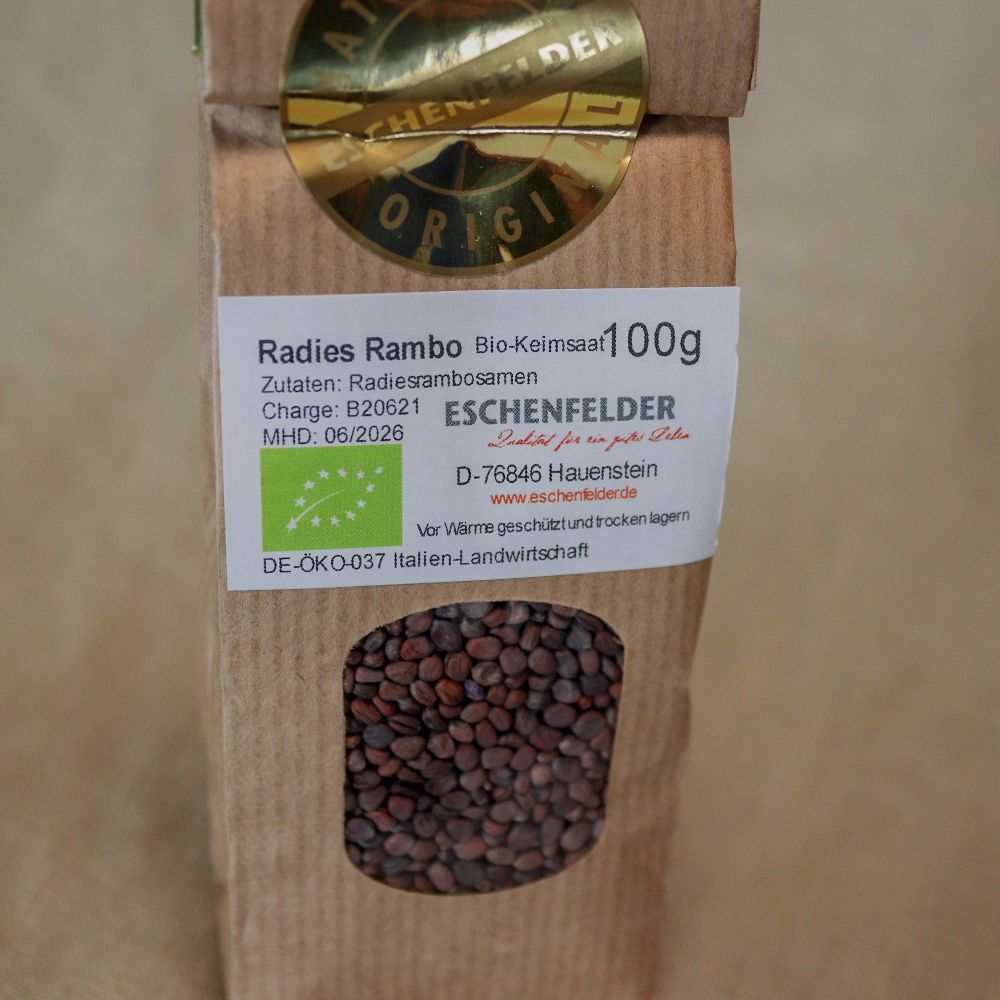 AT
ESCHENFELDER
ORIGINAL
Radies Rambo Bio-Keimsaat 100g
Zutaten: Radiesrambosamen
Charge: B20621
ESCHENFELDER
MHD: 06/2026
Qualität für ein gutes Leben
D-76846 Hauenstein
www.eschenfelder.de
Vor Wärme geschützt und trocken lagern
DE-ÖKO-037 Italien-Landwirtschaft